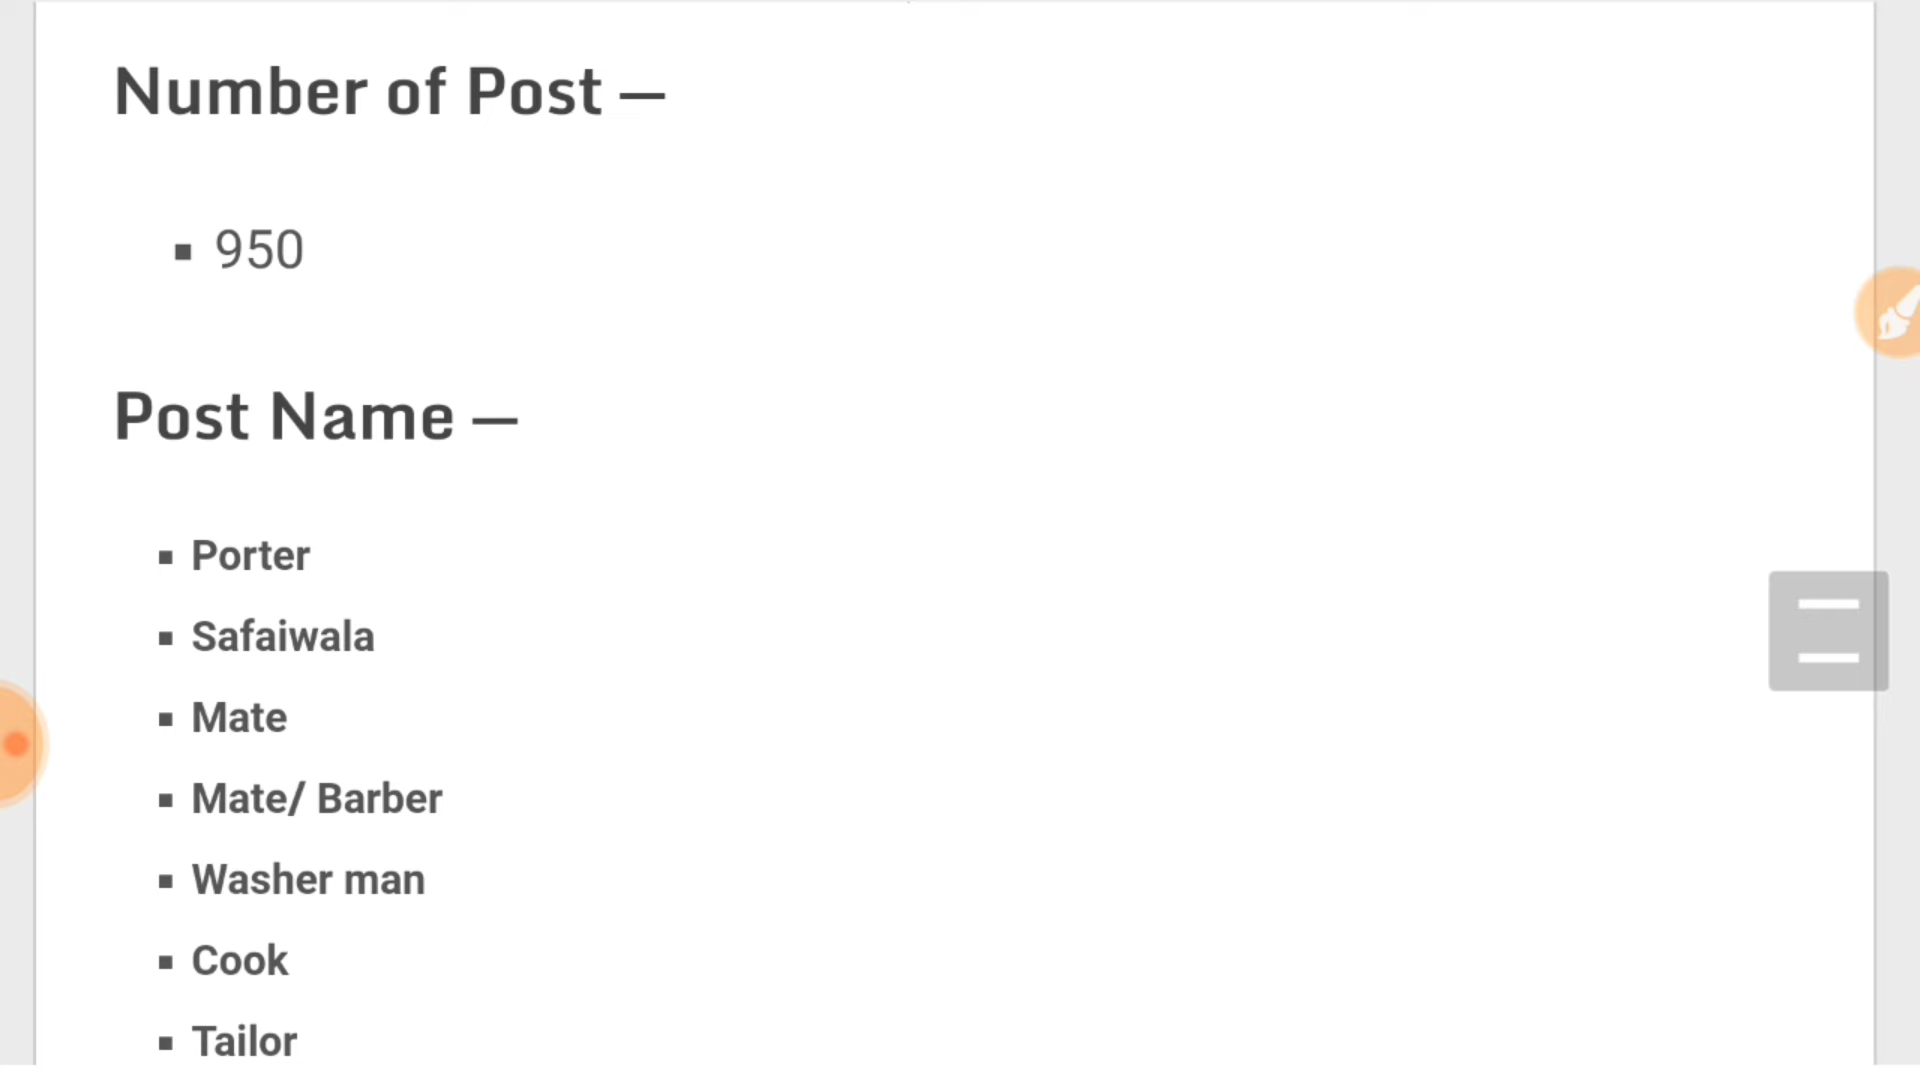 Number of Post —
▪ 950
Post Name —
▪ Porter
▪ Safaiwala
▪ Mate
▪ Mate/ Barber
▪ Washer man
▪ Cook
▪ Tailor